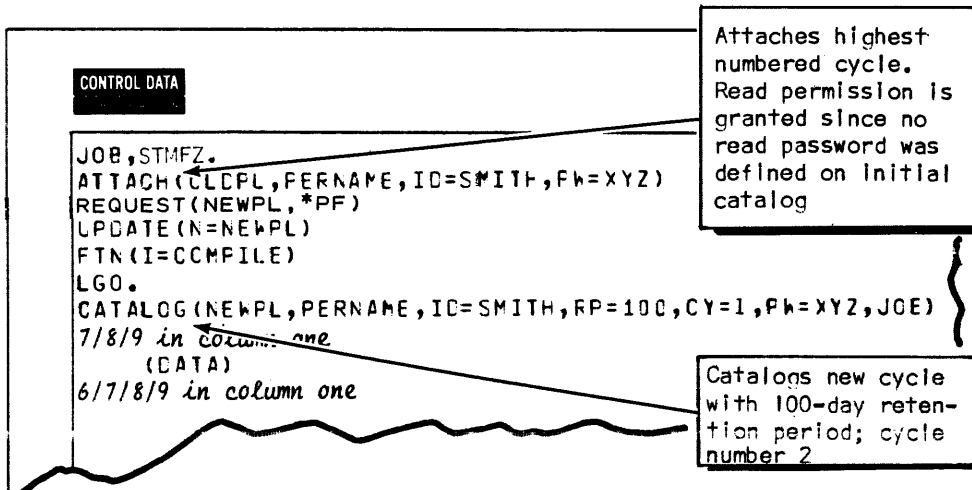 CONTROL DATA
JOB,STMFZ.
ATTACH(OLDPL,PERNAME,ID=SMITH,PW=XYZ)
REQUEST(NEWPL,*PF)
UPDATE(N=NEWPL)
FTN(I=COMPILE)
LGO.
CATALOG(NEWPL,PERNAME,ID=SMITH,RP=100,CY=1,PW=XYZ,JOE)
7/8/9 in column one
(DATA)
6/7/8/9 in column one
Attaches highest
numbered cycle.
Read permission is
granted since no
read password was
defined on initial
catalog
Catalogs new cycle
with 100-day reten-
tion period; cycle
number 2